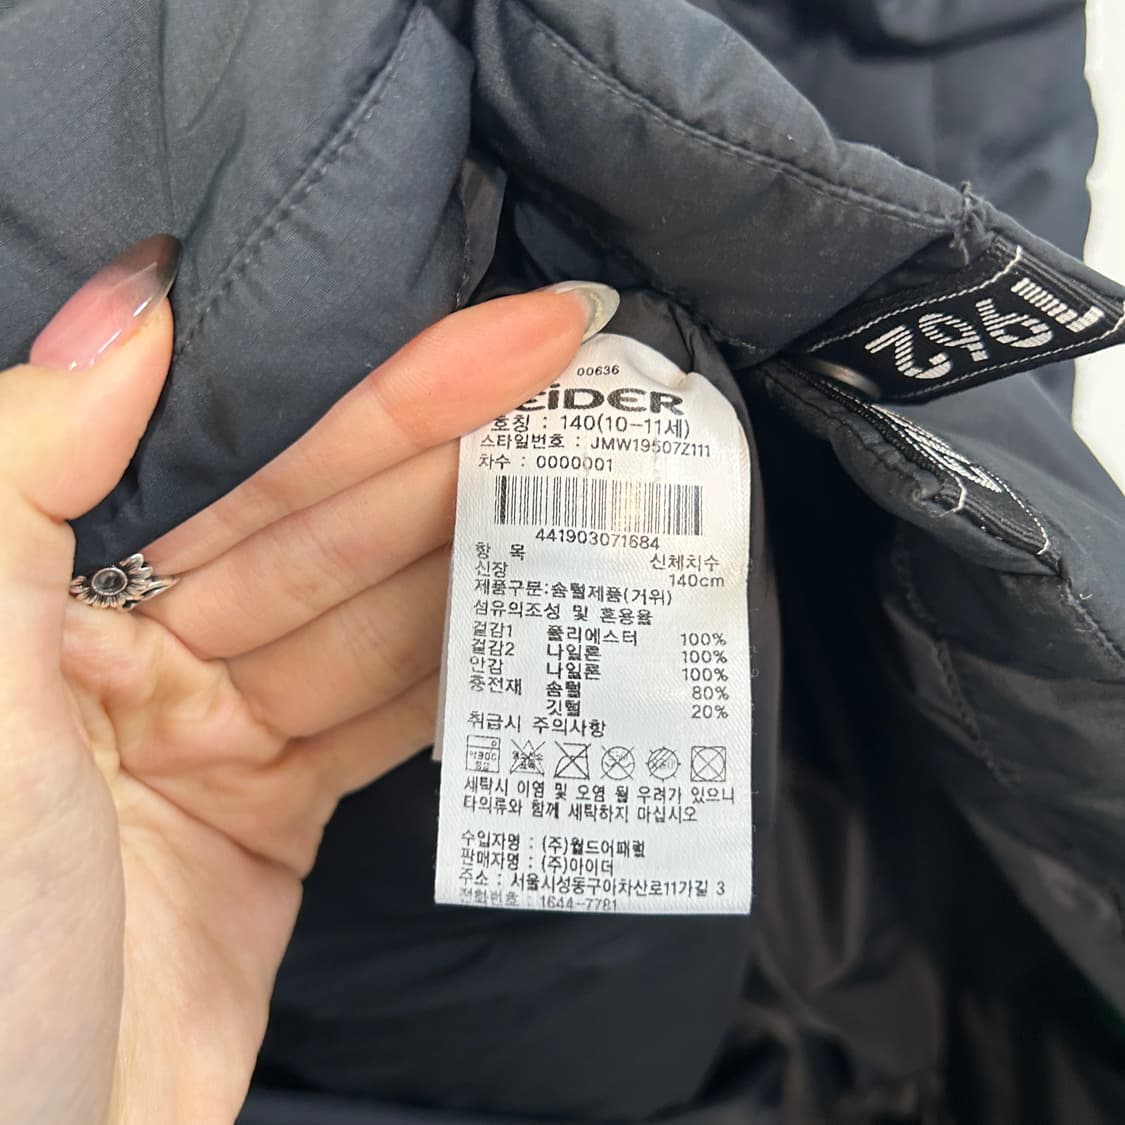 00636
EIDER
호칭 : 140(10-11세)
스타일번호 : JMW19507Z111
차수 : 0000001
441903071684
항 목 신체치수
신장 140cm
제품구분:솜털제품(거위)
섬유의조성 및 혼용율
겉감1 폴리에스터 100%
겉감2 나일론 100%
안감 나일론 100%
충전재 솜털 80%
깃털 20%
취급시 주의사항
세탁시 이염 및 오염 될 우려가 있으니
타의류와 함께 세탁하지 마십시오
수입자명 : (주)월드어패럴
판매자명 : (주)아이더
주소 : 서울시성동구아차산로11가길 3
전화번호 : 1644-7781
1962